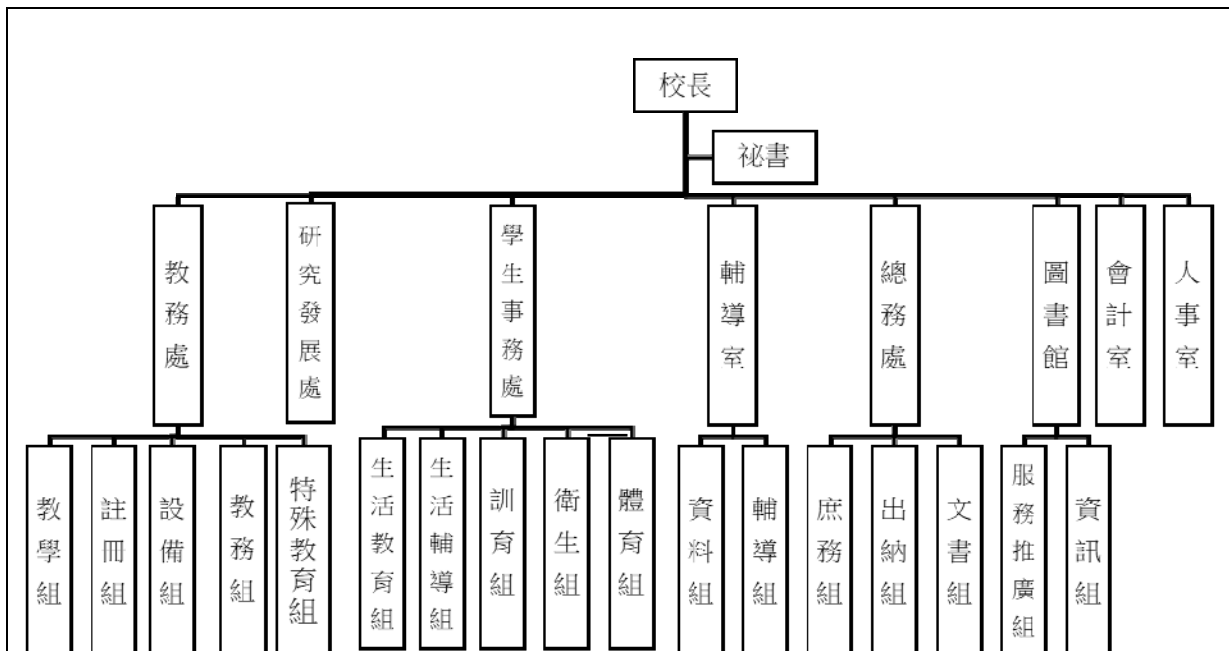 校長
祕書
教務處
研究發展處
學生事務處
輔導室
總務處
圖書館
會計室
人事室
教學組
註冊組
設備組
教務組
特殊教育組
生活教育組
生活輔導組
訓育組
衛生組
體育組
資料組
輔導組
庶務組
出納組
文書組
服務推廣組
資訊組